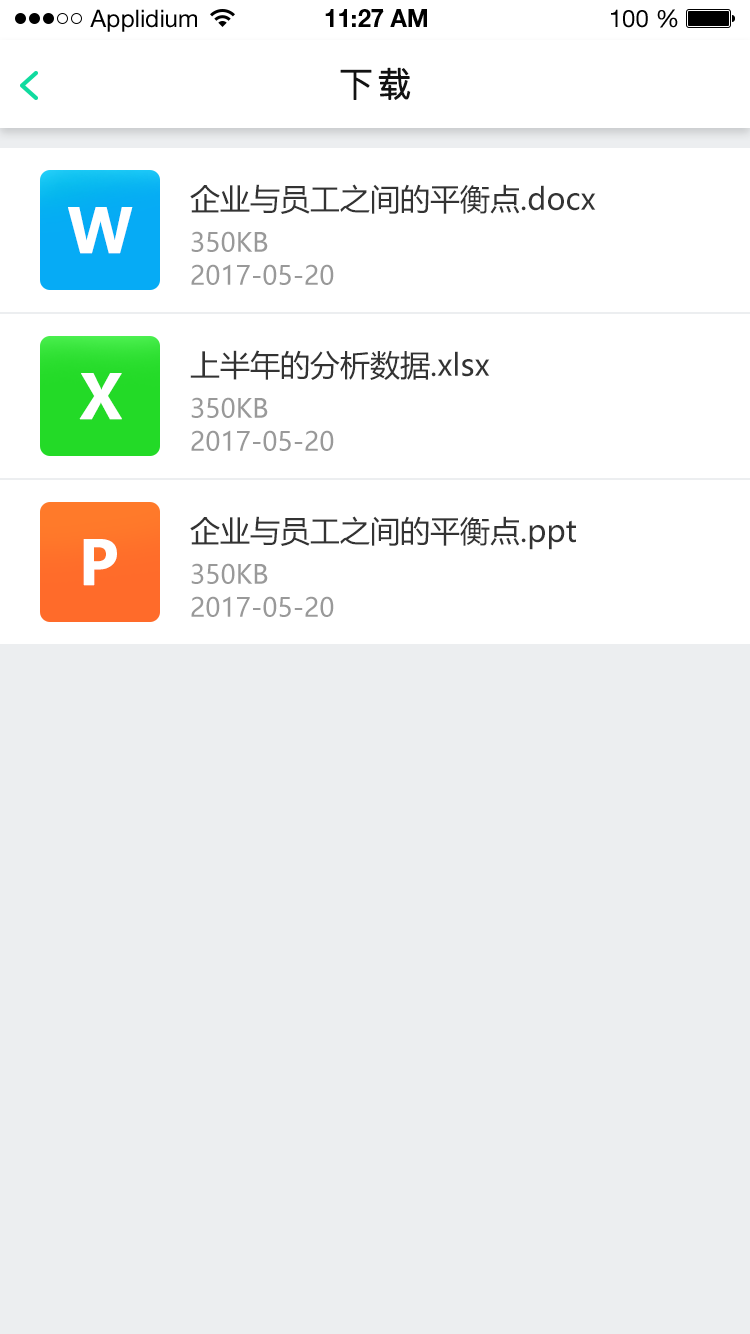 Applidium 11:27 AM 100 %
下载
W
企业与员工之间的平衡点.docx
350KB
2017-05-20
X
上半年的分析数据.xlsx
350KB
2017-05-20
P
企业与员工之间的平衡点.ppt
350KB
2017-05-20